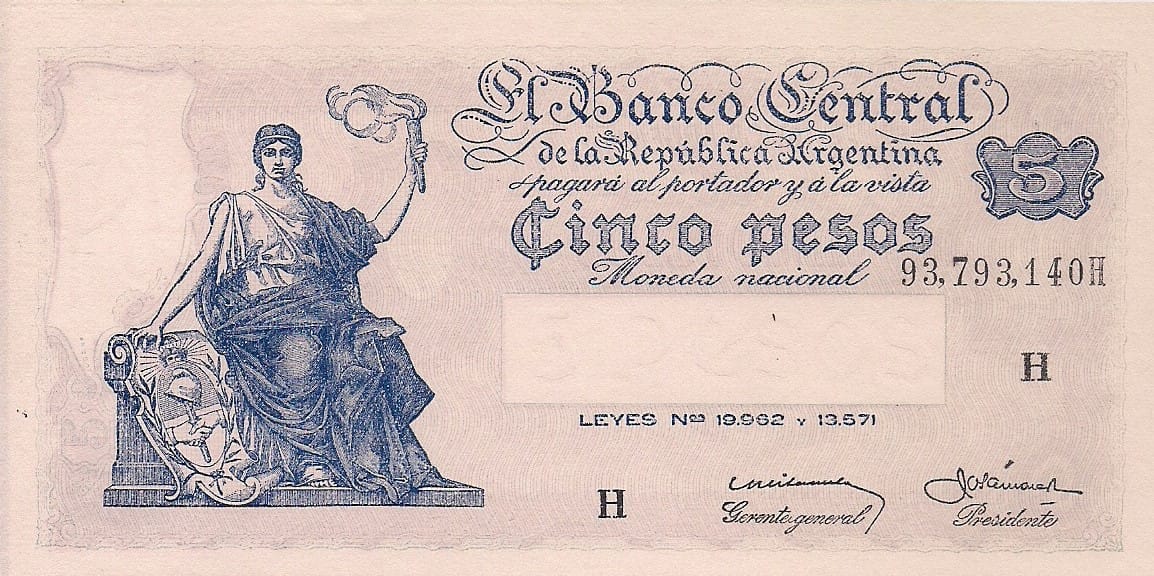 El Banco Central
de la República Argentina
pagará al portador y á la vista
5
Cinco pesos
Moneda nacional 93,793,140H
H
LEYES Nos 19.962 Y 13.571
H
Gerente general
Presidente